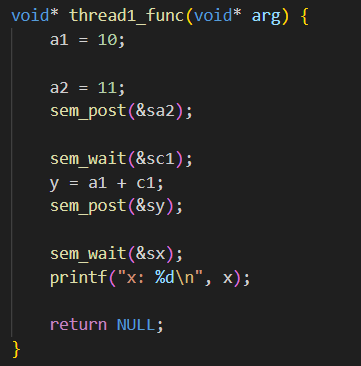 void* thread1_func(void* arg) {
    a1 = 10;

    a2 = 11;
    sem_post(&sa2);

    sem_wait(&sc1);
    y = a1 + c1;
    sem_post(&sy);

    sem_wait(&sx);
    printf("x: %d\n", x);

    return NULL;
}